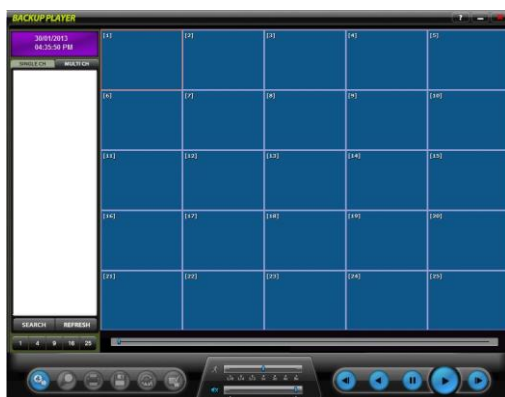 BACKUP PLAYER
?
30/01/2013
04:35:50 PM
SINGLE CH MULTI CH
[1] [2] [3] [4] [5]
[6] [7] [8] [9] [10]
[11] [12] [13] [14] [15]
[16] [17] [18] [19] [20]
[21] [22] [23] [24] [25]
SEARCH REFRESH
1 4 9 16 25